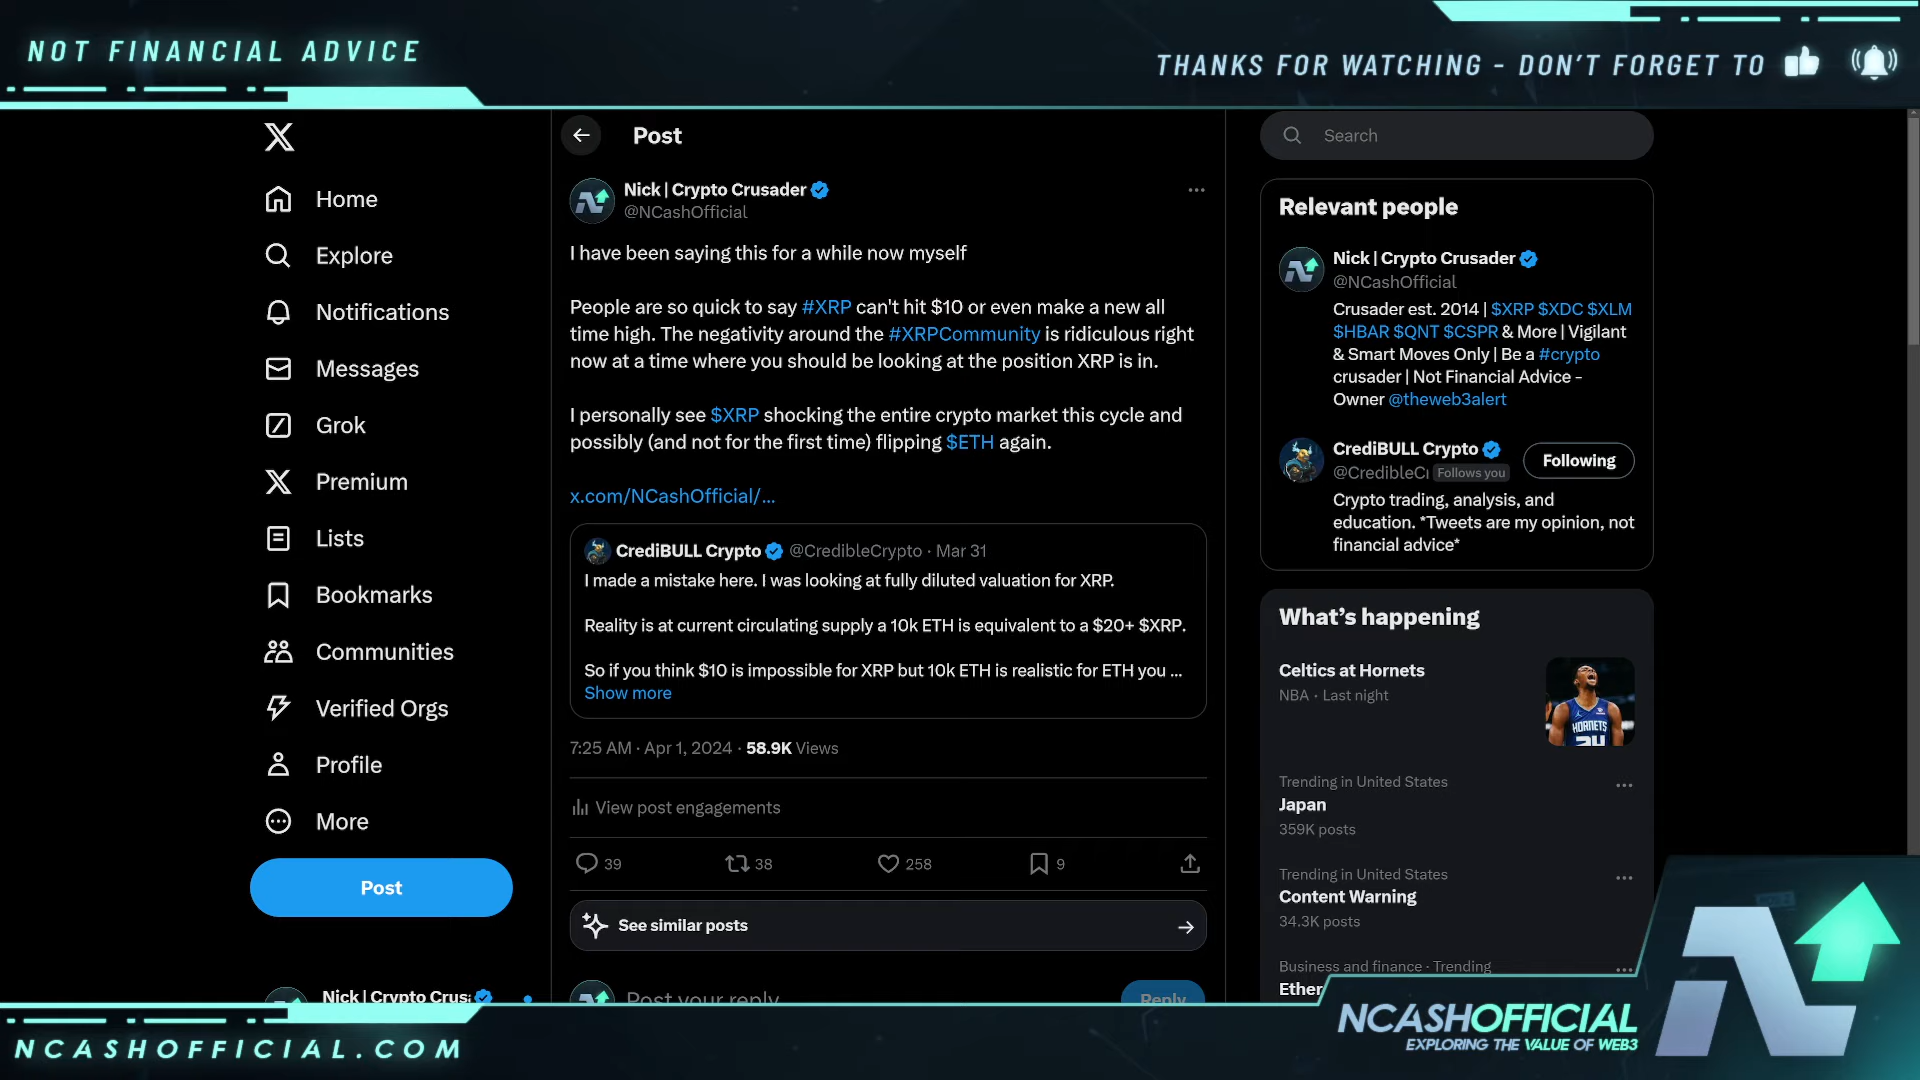 NOT FINANCIAL ADVICE
THANKS FOR WATCHING - DON'T FORGET TO
Home
Explore
Notifications
Messages
Grok
Premium
Lists
Bookmarks
Communities
Verified Orgs
Profile
More
Post
Nick | Crypto Crus
Post
Nick | Crypto Crusader
@NCashOfficial
I have been saying this for a while now myself
People are so quick to say #XRP can't hit $10 or even make a new all
time high. The negativity around the #XRPCommunity is ridiculous right
now at a time where you should be looking at the position XRP is in.
I personally see $XRP shocking the entire crypto market this cycle and
possibly (and not for the first time) flipping $ETH again.
x.com/NCashOfficial/...
CrediBULL Crypto @CredibleCrypto · Mar 31
I made a mistake here. I was looking at fully diluted valuation for XRP.
Reality is at current circulating supply a 10k ETH is equivalent to a $20+ $XRP.
So if you think $10 is impossible for XRP but 10k ETH is realistic for ETH you ...
Show more
7:25 AM · Apr 1, 2024 · 58.9K Views
View post engagements
39 38 258 9
See similar posts
Post your reply
Reply
Search
Relevant people
Nick | Crypto Crusader
@NCashOfficial
Crusader est. 2014 | $XRP $XDC $XLM
$HBAR $QNT $CSPR & More | Vigilant
& Smart Moves Only | Be a #crypto
crusader | Not Financial Advice -
Owner @theweb3alert
CrediBULL Crypto
@CredibleCr Follows you
Following
Crypto trading, analysis, and
education. *Tweets are my opinion, not
financial advice*
What's happening
Celtics at Hornets
NBA · Last night
HORNETS
24
Trending in United States
Japan
359K posts
Trending in United States
Content Warning
34.3K posts
Business and finance · Trending
Ether
NCASHOFFICIAL.COM
NCASHOFFICIAL
EXPLORING THE VALUE OF WEB3